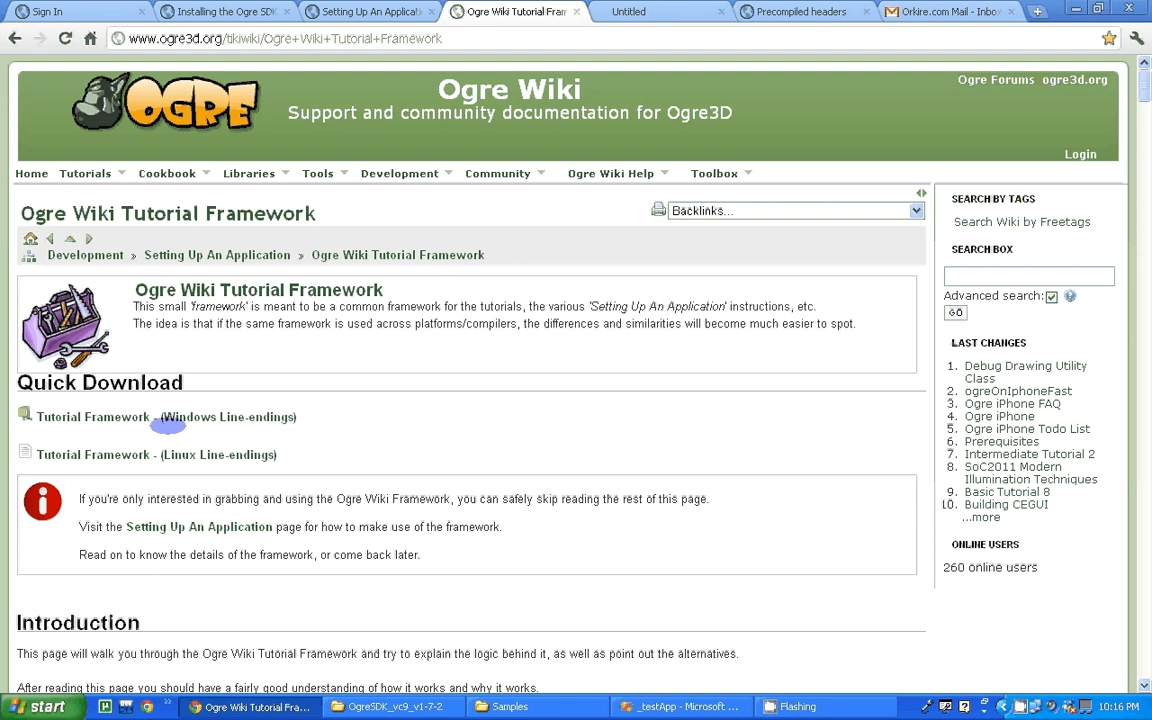 Sign In
Installing the Ogre SDK
Setting Up An Applicat
Ogre Wiki Tutorial Fram
Untitled
Precompiled headers
Orkire.com Mail - Inbo
www.ogre3d.org/tikiwiki/Ogre+Wiki+Tutorial+Framework
OGRE
Ogre Wiki
Support and community documentation for Ogre3D
Ogre Forums ogre3d.org
Login
Home Tutorials Cookbook Libraries Tools Development Community Ogre Wiki Help Toolbox
Ogre Wiki Tutorial Framework
Backlinks...
Development » Setting Up An Application » Ogre Wiki Tutorial Framework
Ogre Wiki Tutorial Framework
This small 'framework' is meant to be a common framework for the tutorials, the various 'Setting Up An Application' instructions, etc.
The idea is that if the same framework is used across platforms/compilers, the differences and similarities will become much easier to spot.
Quick Download
Tutorial Framework - (Windows Line-endings)
Tutorial Framework - (Linux Line-endings)
If you're only interested in grabbing and using the Ogre Wiki Framework, you can safely skip reading the rest of this page.
Visit the Setting Up An Application page for how to make use of the framework.
Read on to know the details of the framework, or come back later.
Introduction
This page will walk you through the Ogre Wiki Tutorial Framework and try to explain the logic behind it, as well as point out the alternatives.
After reading this page you should have a fairly good understanding of how it works and why it works.
SEARCH BY TAGS
Search Wiki by Freetags
SEARCH BOX
Advanced search:
GO
LAST CHANGES
1. Debug Drawing Utility
Class
2. ogreOnIphoneFast
3. Ogre iPhone FAQ
4. Ogre iPhone
5. Ogre iPhone Todo List
6. Prerequisites
7. Intermediate Tutorial 2
8. SoC2011 Modern
Illumination Techniques
9. Basic Tutorial 8
10. Building CEGUI
...more
ONLINE USERS
260 online users
start
Ogre Wiki Tutorial Fra...
OgreSDK_vc9_v1-7-2
Samples
_testApp - Microsoft ...
Flashing
10:16 PM